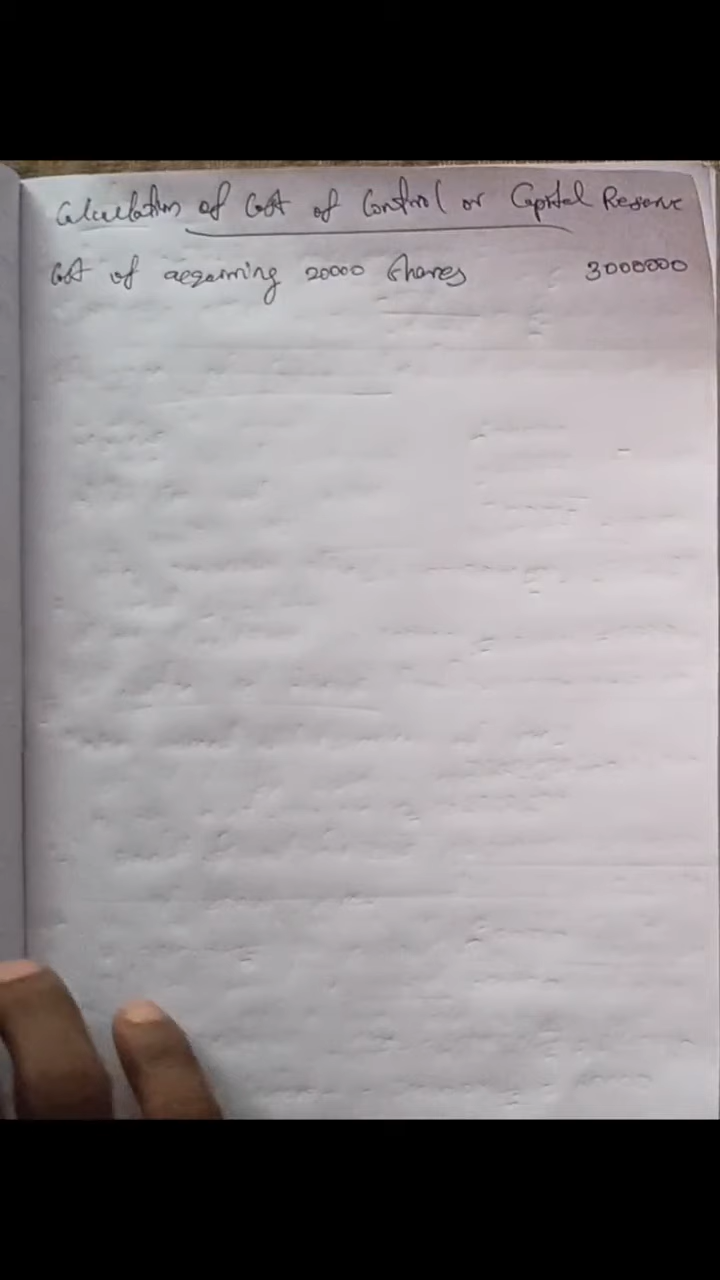 Calculation of Cost of Control or Capital Reserve
Cost of acquiring 20000 Shares 3000000